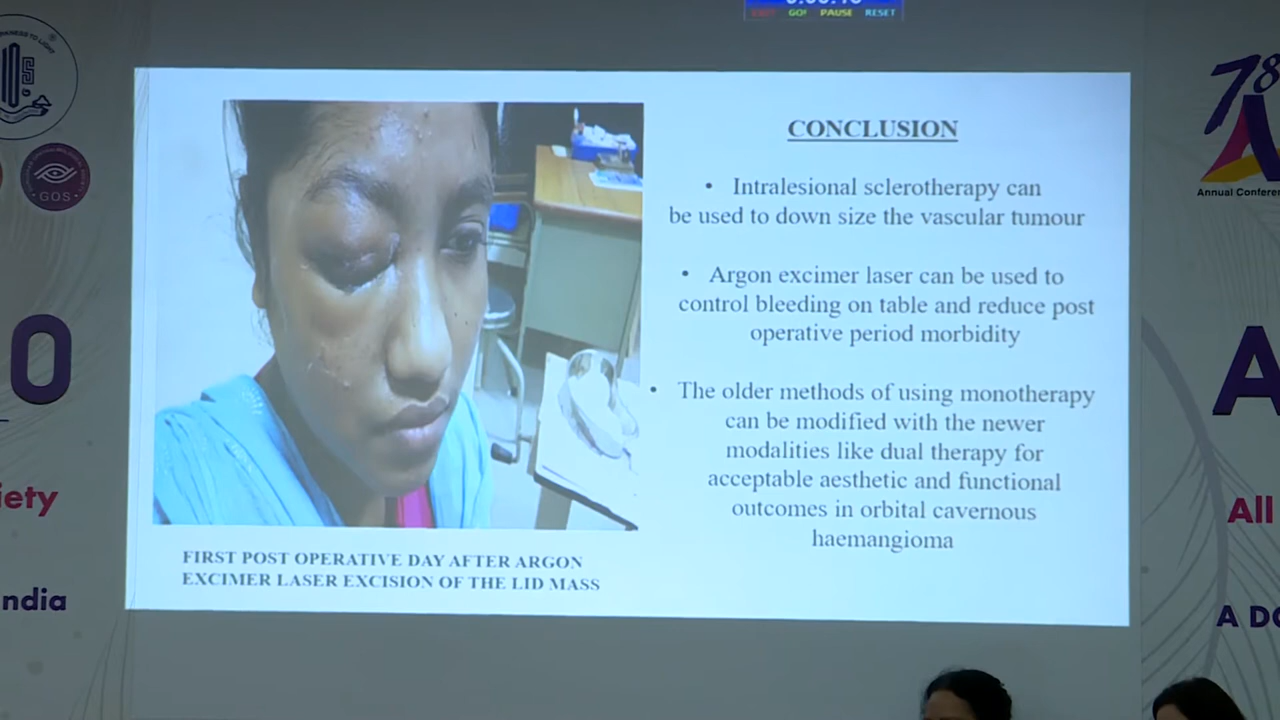 GO! PAUSE RESET
GOS
78
Annual Conferen
O
iety
ndia
CONCLUSION
• Intralesional sclerotherapy can
be used to down size the vascular tumour
• Argon excimer laser can be used to
control bleeding on table and reduce post
operative period morbidity
• The older methods of using monotherapy
can be modified with the newer
modalities like dual therapy for
acceptable aesthetic and functional
outcomes in orbital cavernous
haemangioma
FIRST POST OPERATIVE DAY AFTER ARGON
EXCIMER LASER EXCISION OF THE LID MASS
A
All
A DO